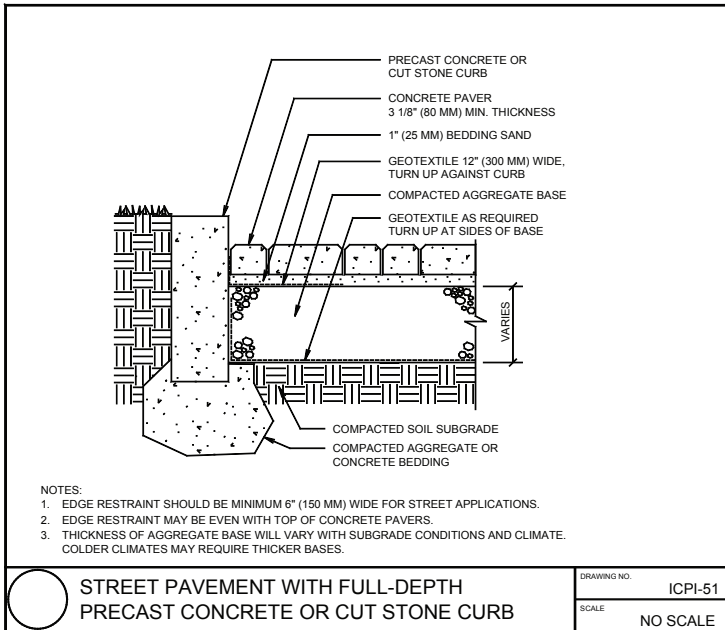 PRECAST CONCRETE OR
CUT STONE CURB
CONCRETE PAVER
3 1/8" (80 MM) MIN. THICKNESS
1" (25 MM) BEDDING SAND
GEOTEXTILE 12" (300 MM) WIDE,
TURN UP AGAINST CURB
COMPACTED AGGREGATE BASE
GEOTEXTILE AS REQUIRED
TURN UP AT SIDES OF BASE
VARIES
COMPACTED SOIL SUBGRADE
COMPACTED AGGREGATE OR
CONCRETE BEDDING
NOTES:
1. EDGE RESTRAINT SHOULD BE MINIMUM 6" (150 MM) WIDE FOR STREET APPLICATIONS.
2. EDGE RESTRAINT MAY BE EVEN WITH TOP OF CONCRETE PAVERS.
3. THICKNESS OF AGGREGATE BASE WILL VARY WITH SUBGRADE CONDITIONS AND CLIMATE.
COLDER CLIMATES MAY REQUIRE THICKER BASES.
STREET PAVEMENT WITH FULL-DEPTH
PRECAST CONCRETE OR CUT STONE CURB
DRAWING NO.
ICPI-51
SCALE
NO SCALE